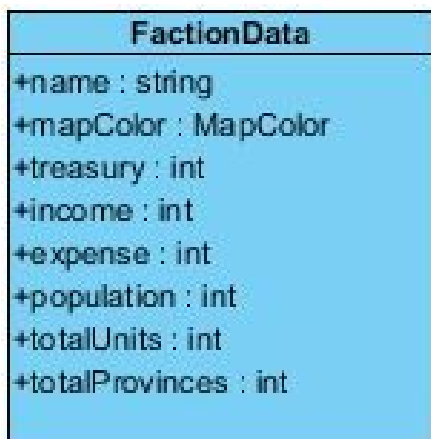 FactionData
+name : string
+mapColor : MapColor
+treasury : int
+income : int
+expense : int
+population : int
+totalUnits : int
+totalProvinces : int